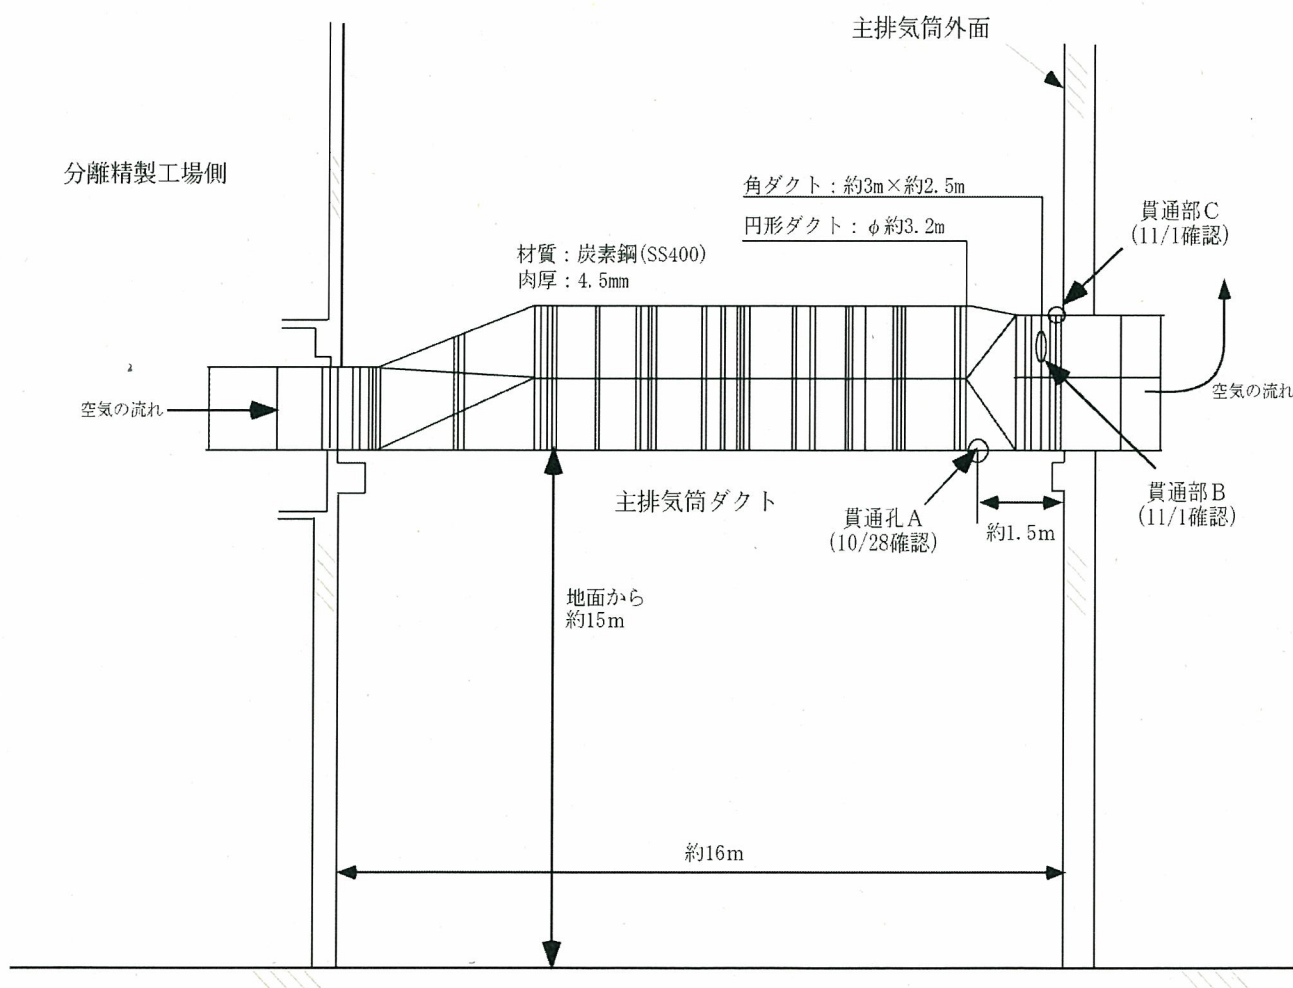 主排気筒外面
分離精製工場側
角ダクト：約3m×約2.5m
円形ダクト：φ約3.2m
貫通部C
(11/1確認)
材質：炭素鋼(SS400)
肉厚：4.5mm
空気の流れ
空気の流れ
主排気筒ダクト
貫通孔A
(10/28確認)
約1.5m
貫通部B
(11/1確認)
地面から
約15m
約16m